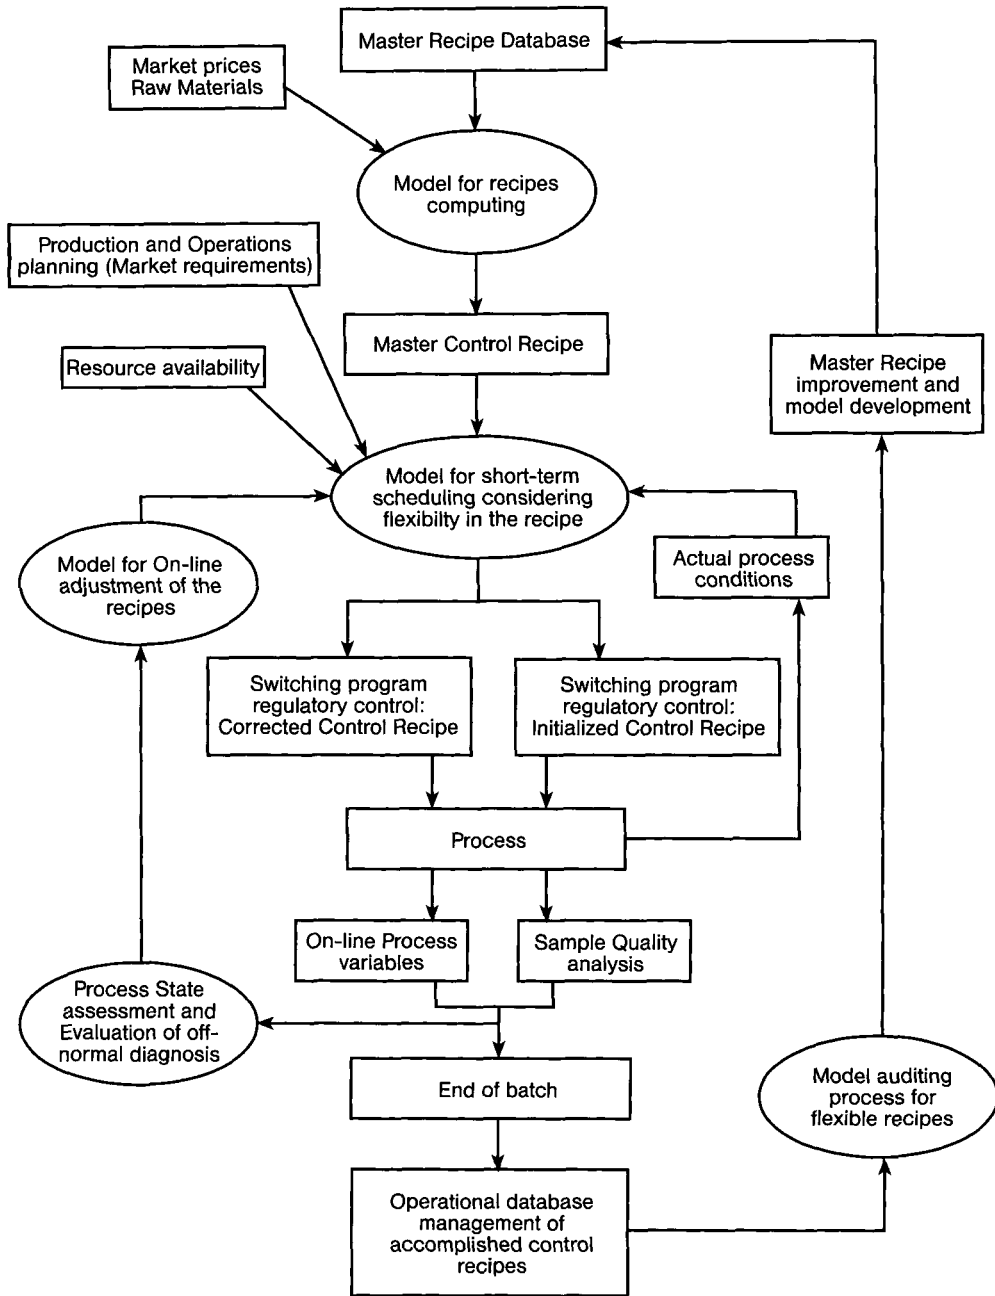 Master Recipe Database
Market prices
Raw Materials
Model for recipes
computing
Production and Operations
planning (Market requirements)
Master Control Recipe
Resource availability
Master Recipe
improvement and
model development
Model for short-term
scheduling considering
flexibilty in the recipe
Model for On-line
adjustment of the
recipes
Actual process
conditions
Switching program
regulatory control:
Corrected Control Recipe
Switching program
regulatory control:
Initialized Control Recipe
Process
On-line Process
variables
Sample Quality
analysis
Process State
assessment and
Evaluation of off-
normal diagnosis
End of batch
Model auditing
process for
flexible recipes
Operational database
management of
accomplished control
recipes